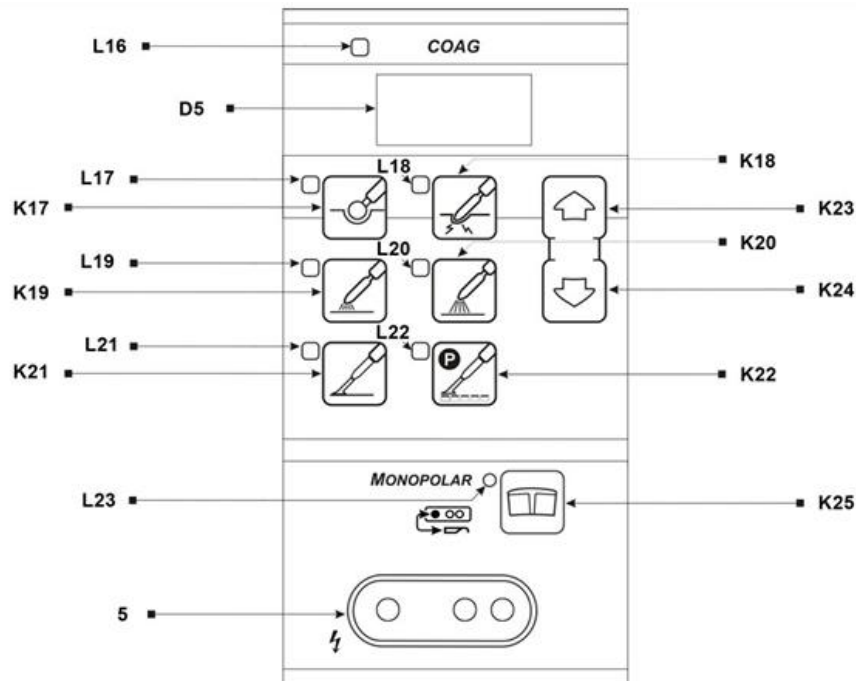 L16
COAG
D5
L17
L18
K18
K17
K23
L19
L20
K20
K19
K24
L21
L22
K21
P
K22
MONOPOLAR
L23
K25
5